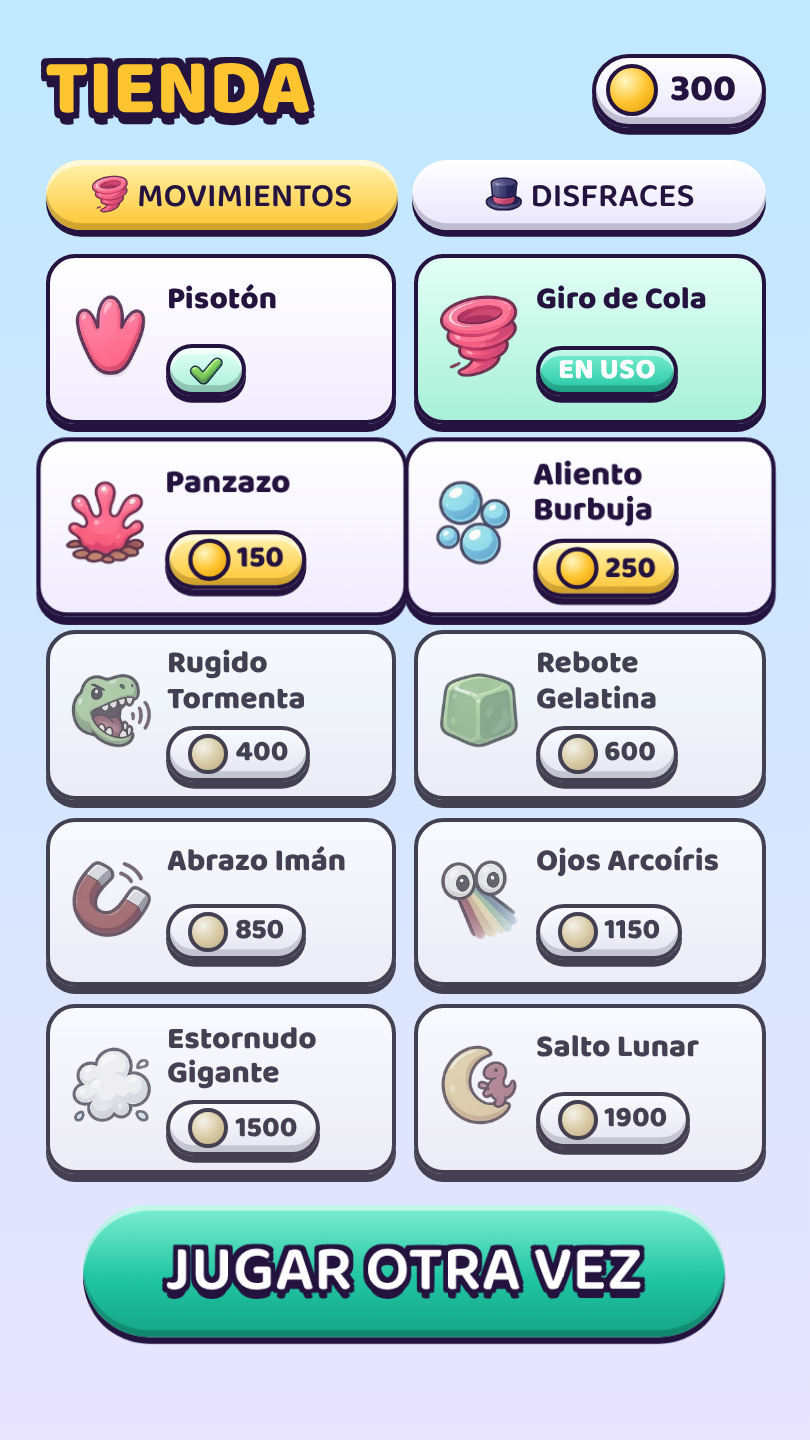 TIENDA
300
MOVIMIENTOS
DISFRACES
Pisotón
Giro de Cola
EN USO
Panzazo
150
Aliento
Burbuja
250
Rugido
Tormenta
400
Rebote
Gelatina
600
Abrazo Imán
850
Ojos Arcoíris
1150
Estornudo
Gigante
1500
Salto Lunar
1900
JUGAR OTRA VEZ